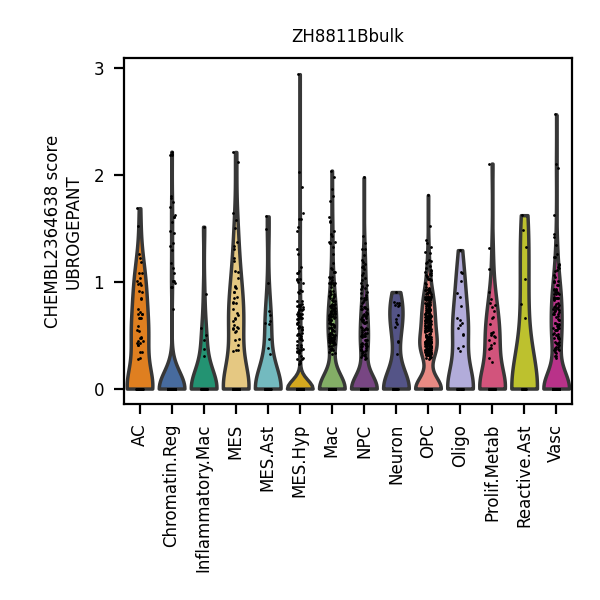 ZH8811Bbulk
CHEMBL2364638 score
UBROGEPANT
3
2
1
0
AC
Chromatin.Reg
Inflammatory.Mac
MES
MES.Ast
MES.Hyp
Mac
NPC
Neuron
OPC
Oligo
Prolif.Metab
Reactive.Ast
Vasc